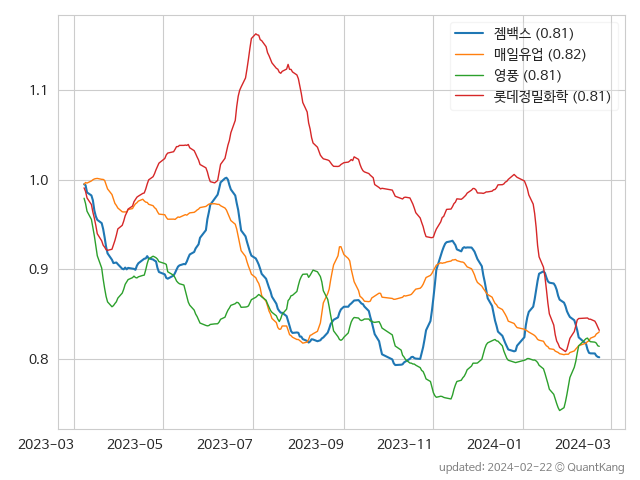 젬백스 (0.81)
매일유업 (0.82)
영풍 (0.81)
롯데정밀화학 (0.81)
1.1
1.0
0.9
0.8
2023-03 2023-05 2023-07 2023-09 2023-11 2024-01 2024-03
updated: 2024-02-22 © QuantKang